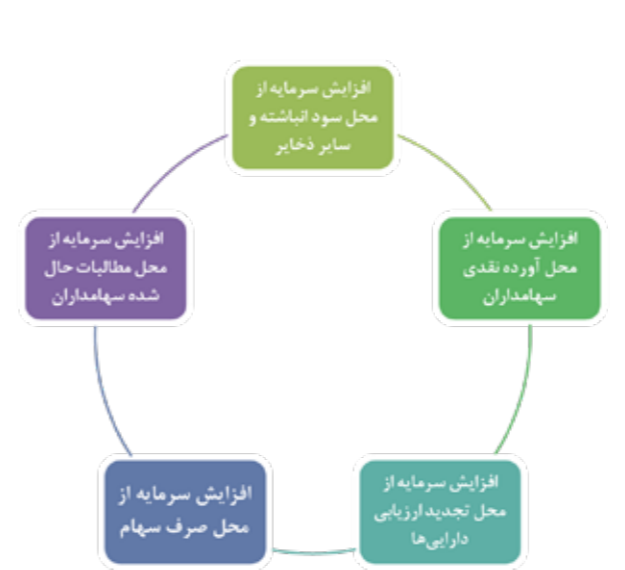 افزایش سرمایه از
محل سود انباشته و
سایر ذخایر
افزایش سرمایه از
محل آورده نقدی
سهامداران
افزایش سرمایه از
محل تجدید ارزیابی
دارایی‌ها
افزایش سرمایه از
محل صرف سهام
افزایش سرمایه از
محل مطالبات حال
شده سهامداران